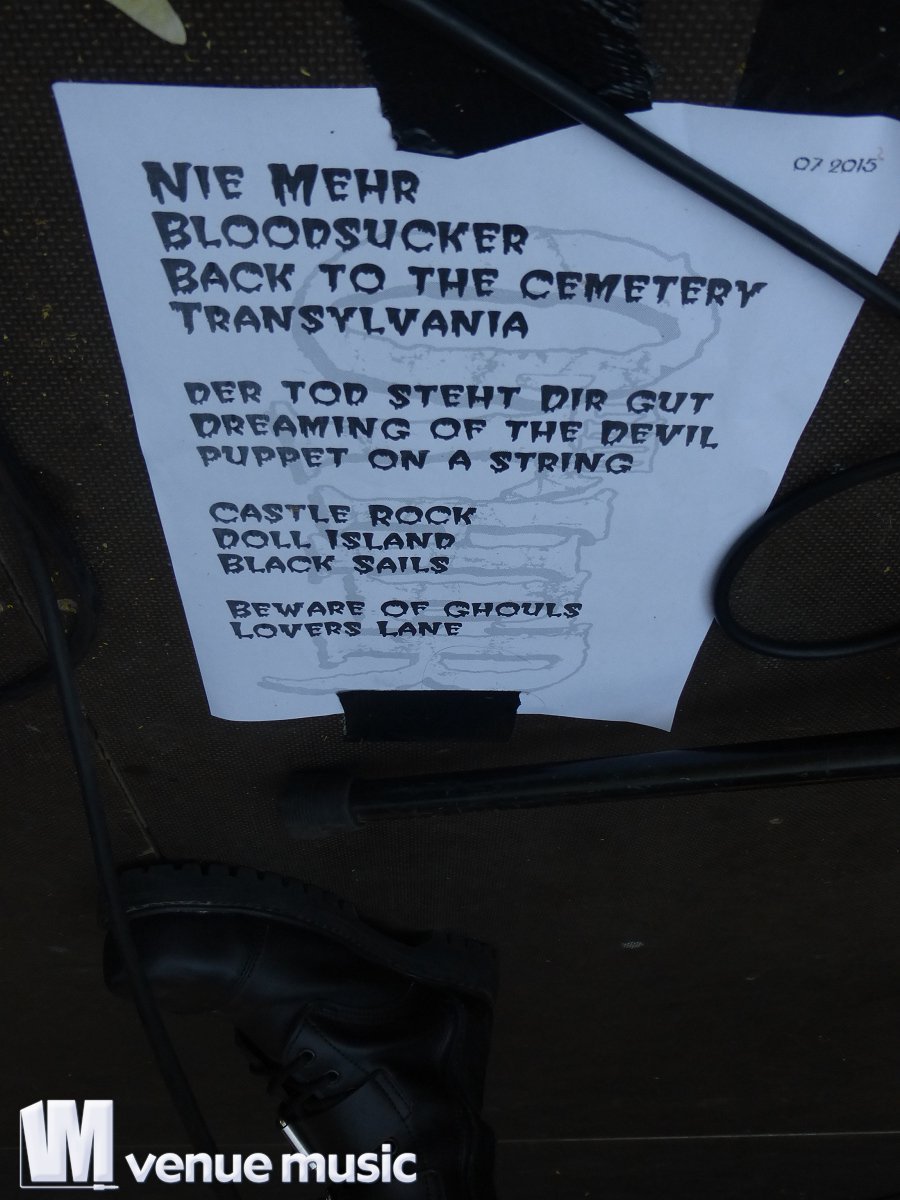 07 2015
Nie Mehr
Bloodsucker
Back to the Cemetery
Transylvania
Der Tod steht Dir gut
Dreaming of the Devil
Puppet on a String
Castle Rock
Doll Island
Black Sails
Beware of Ghouls
Lovers Lane
VM venue music